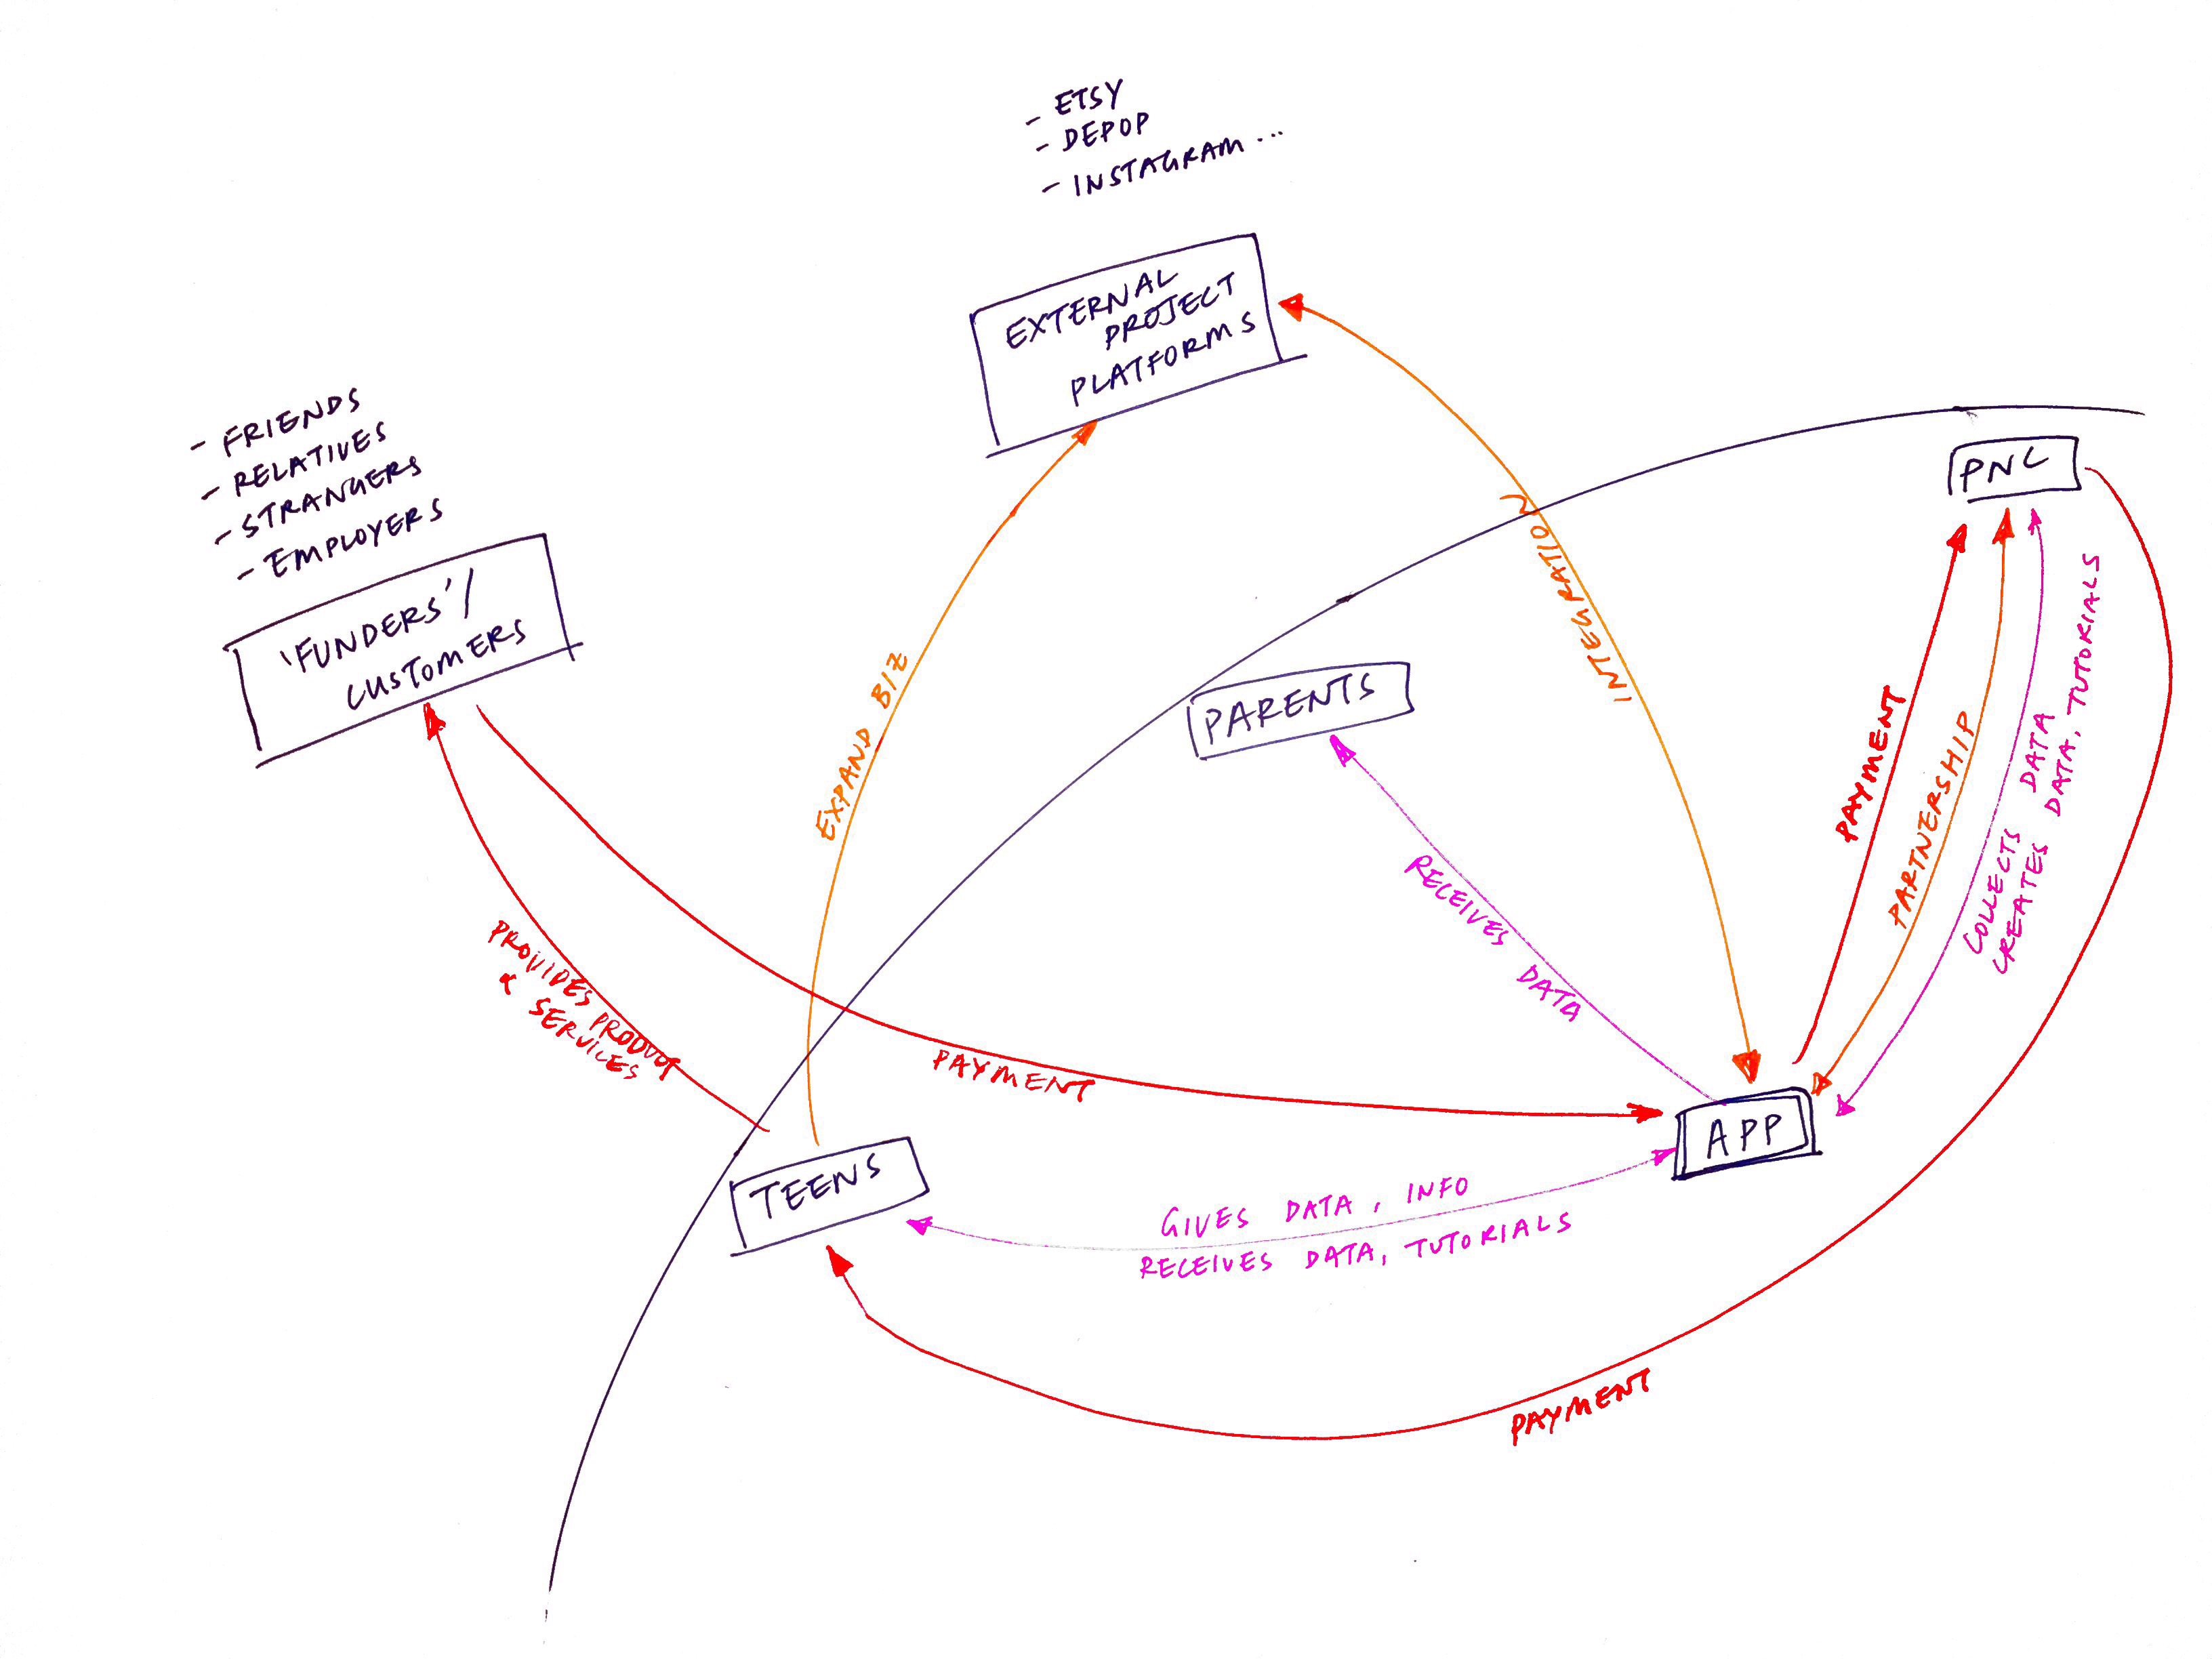 - ETSY
- DEPOP
- INSTAGRAM ...
EXTERNAL
PROJECT
PLATFORMS
- FRIENDS
- RELATIVES
- STRANGERS
- EMPLOYERS
'FUNDERS'/
CUSTOMERS
PNC
PARENTS
TEENS
APP
EXPAND BIZ
INTEGRATION
PAYMENT
PARTNERSHIP
COLLECTS DATA
CREATES DATA, TUTORIALS
RECEIVES DATA
PROVIDES PRODUCT
& SERVICES
PAYMENT
GIVES DATA, INFO
RECEIVES DATA, TUTORIALS
PAYMENT